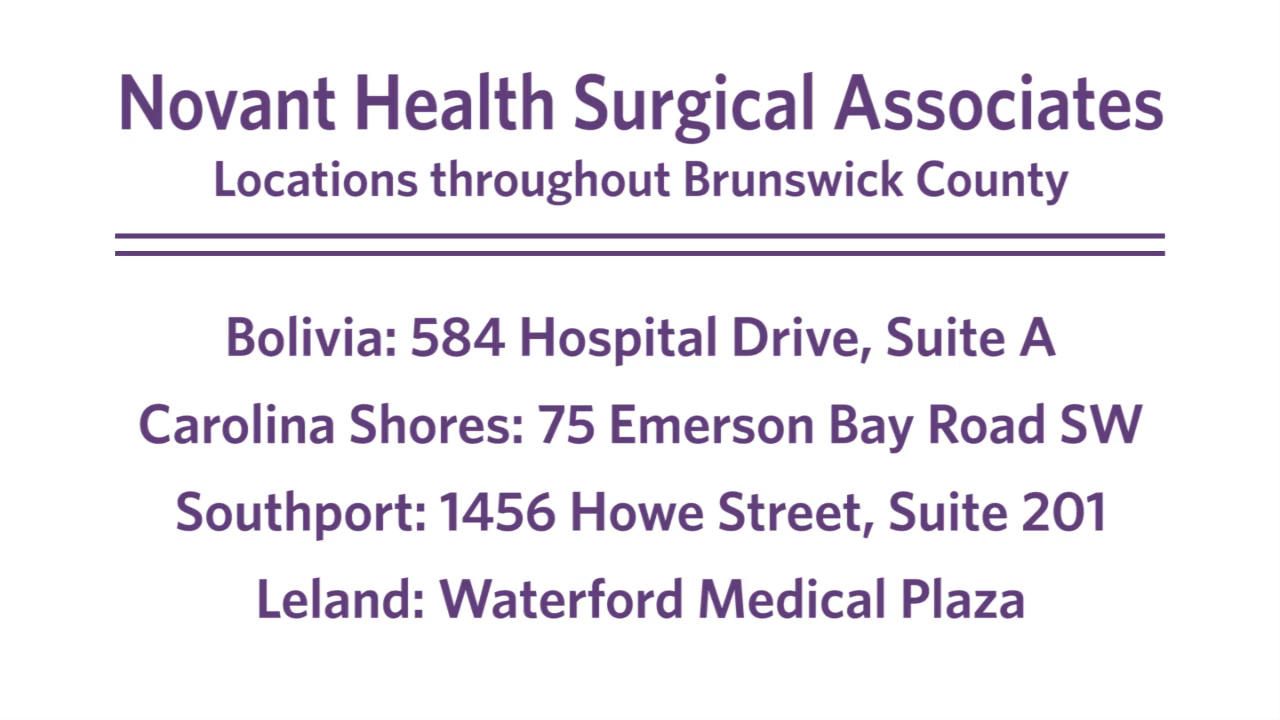 Novant Health Surgical Associates
Locations throughout Brunswick County
Bolivia: 584 Hospital Drive, Suite A
Carolina Shores: 75 Emerson Bay Road SW
Southport: 1456 Howe Street, Suite 201
Leland: Waterford Medical Plaza